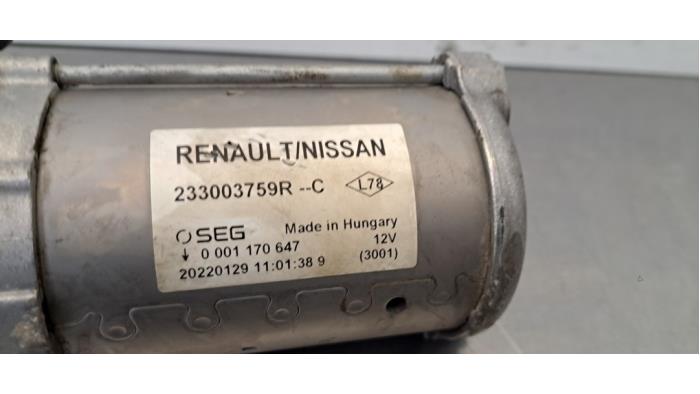 RENAULT/NISSAN
233003759R --C L78
SEG Made in Hungary
0 001 170 647 12V
20220129 11:01:38 9 (3001)